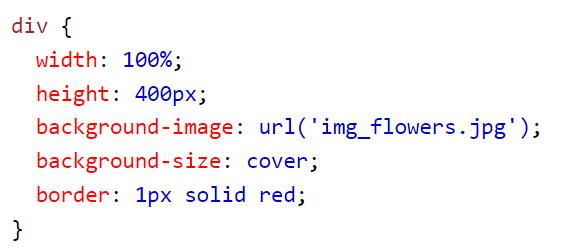 div {
  width: 100%;
  height: 400px;
  background-image: url('img_flowers.jpg');
  background-size: cover;
  border: 1px solid red;
}